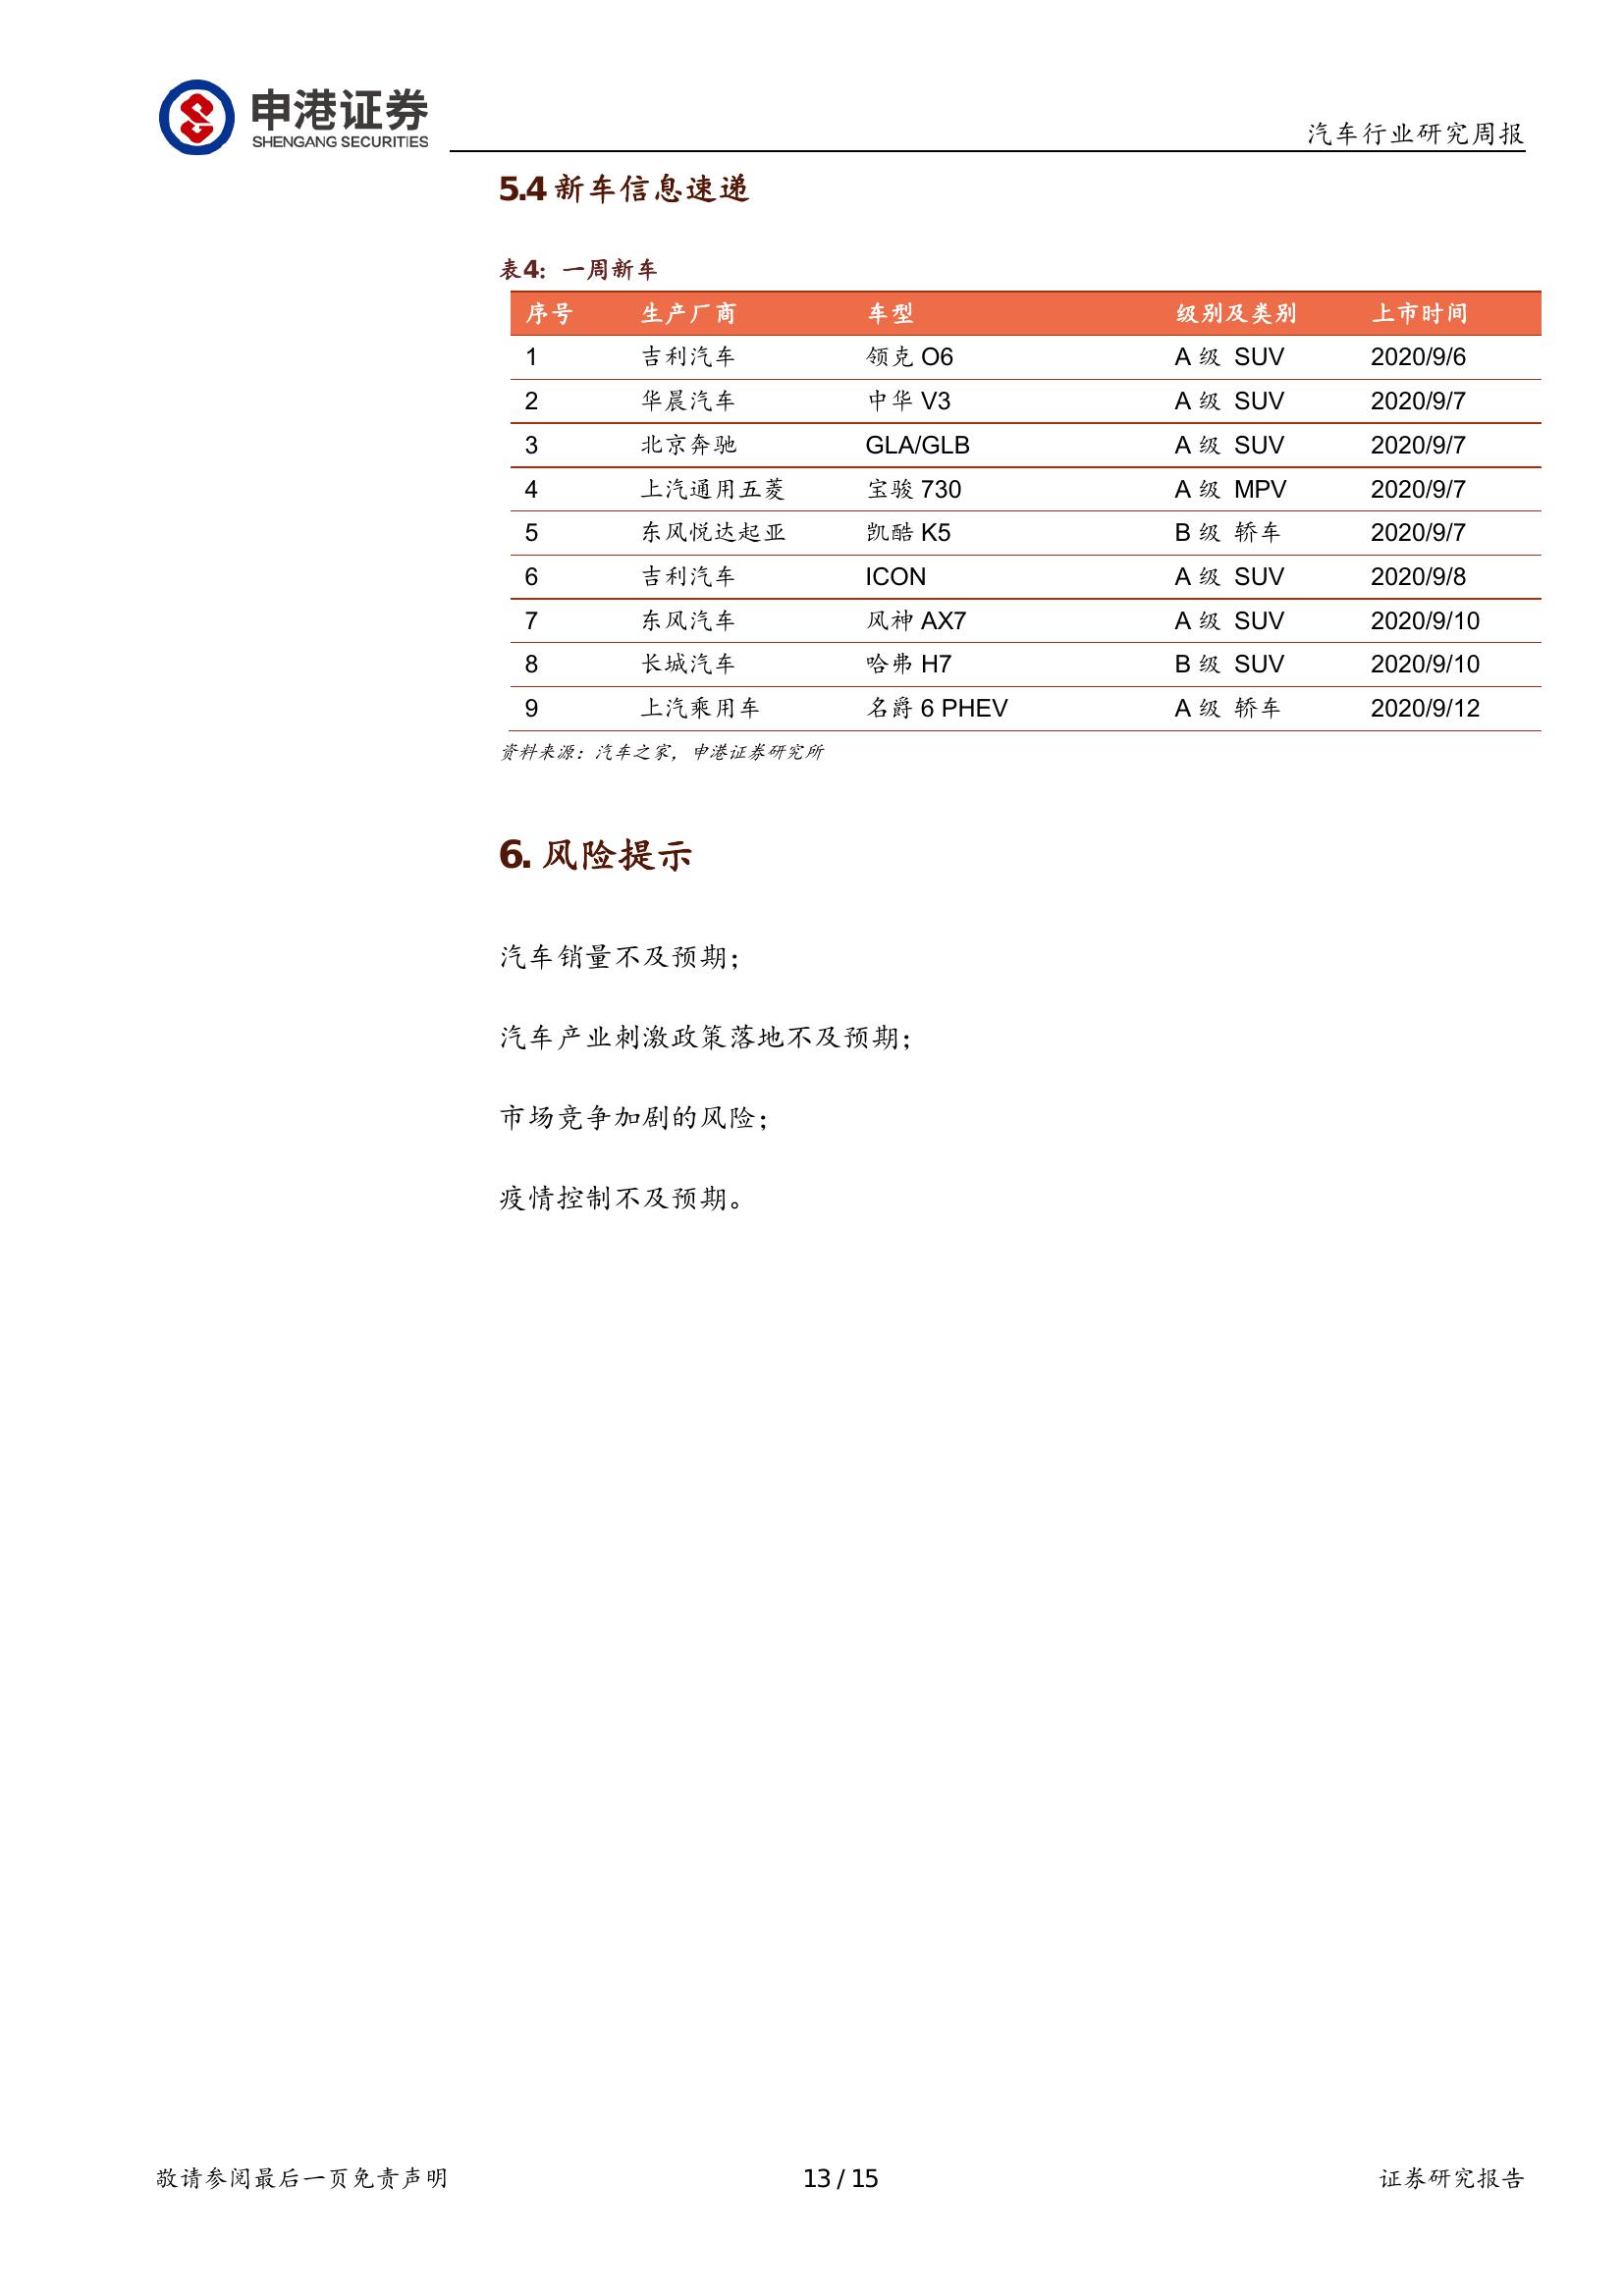 申港证券
SHENGANG SECURITIES
汽车行业研究周报
5.4 新车信息速递
表4: 一周新车
序号 生产厂商 车型 级别及类别 上市时间
1 吉利汽车 领克 O6 A 级 SUV 2020/9/6
2 华晨汽车 中华 V3 A 级 SUV 2020/9/7
3 北京奔驰 GLA/GLB A 级 SUV 2020/9/7
4 上汽通用五菱 宝骏 730 A 级 MPV 2020/9/7
5 东风悦达起亚 凯酷 K5 B 级 轿车 2020/9/7
6 吉利汽车 ICON A 级 SUV 2020/9/8
7 东风汽车 风神 AX7 A 级 SUV 2020/9/10
8 长城汽车 哈弗 H7 B 级 SUV 2020/9/10
9 上汽乘用车 名爵 6 PHEV A 级 轿车 2020/9/12
资料来源：汽车之家，申港证券研究所
6. 风险提示
汽车销量不及预期；
汽车产业刺激政策落地不及预期；
市场竞争加剧的风险；
疫情控制不及预期。
敬请参阅最后一页免责声明 13 / 15 证券研究报告